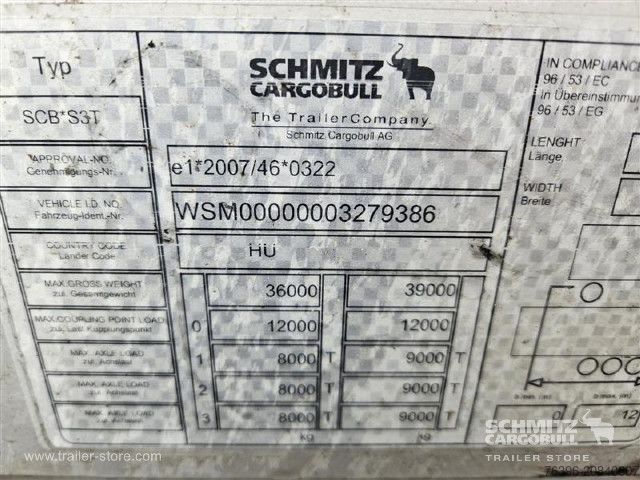 Typ
SCB*S3T
SCHMITZ
CARGOBULL
The TrailerCompany.
Schmitz Cargobull AG
IN COMPLIANCE
96 / 53 / EC
in Übereinstimmu
96 / 53 / EG
APPROVAL-NO.
Genehmigungs-Nr.
e1*2007/46*0322
LENGHT
Länge
VEHICLE I.D. NO.
Fahrzeug-Ident.-Nr.
WSM00000003279386
WIDTH
Breite
COUNTRY CODE
Länder Code
HU
MAX.GROSS WEIGHT
zul. Gesamtgewicht
36000 39000
MAX.COUPLING POINT LOAD
zul. Last Kupplungspunkt
0 12000 12000
MAX. AXLE LOAD
zul. Achslast
1 8000 T 9000 T
MAX. AXLE LOAD
zul. Achslast
2 8000 T 9000 T
MAX. AXLE LOAD
zul. Achslast
3 8000 T 9000 T
kg kg
0 12
www.trailer-store.com
SCHMITZ
CARGOBULL
TRAILER STORE